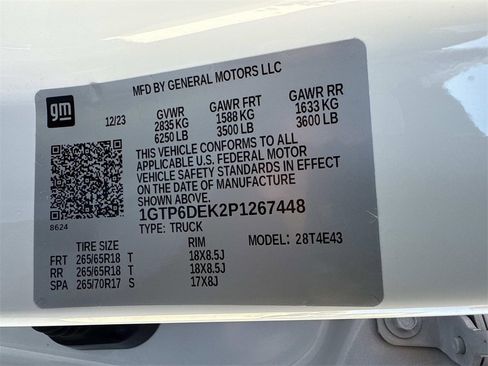 MFD BY GENERAL MOTORS LLC
gm
12/23 GVWR GAWR FRT GAWR RR
2835 KG 1588 KG 1633 KG
6250 LB 3500 LB 3600 LB
THIS VEHICLE CONFORMS TO ALL
APPLICABLE U.S. FEDERAL MOTOR
VEHICLE SAFETY STANDARDS IN EFFECT
ON THE DATE OF MANUFACTURE
SHOWN ABOVE.
1GTP6DEK2P1267448
8624 TYPE: TRUCK
TIRE SIZE RIM MODEL: 28T4E43
FRT 265/65R18 T 18X8.5J
RR 265/65R18 T 18X8.5J
SPA 265/70R17 S 17X8J